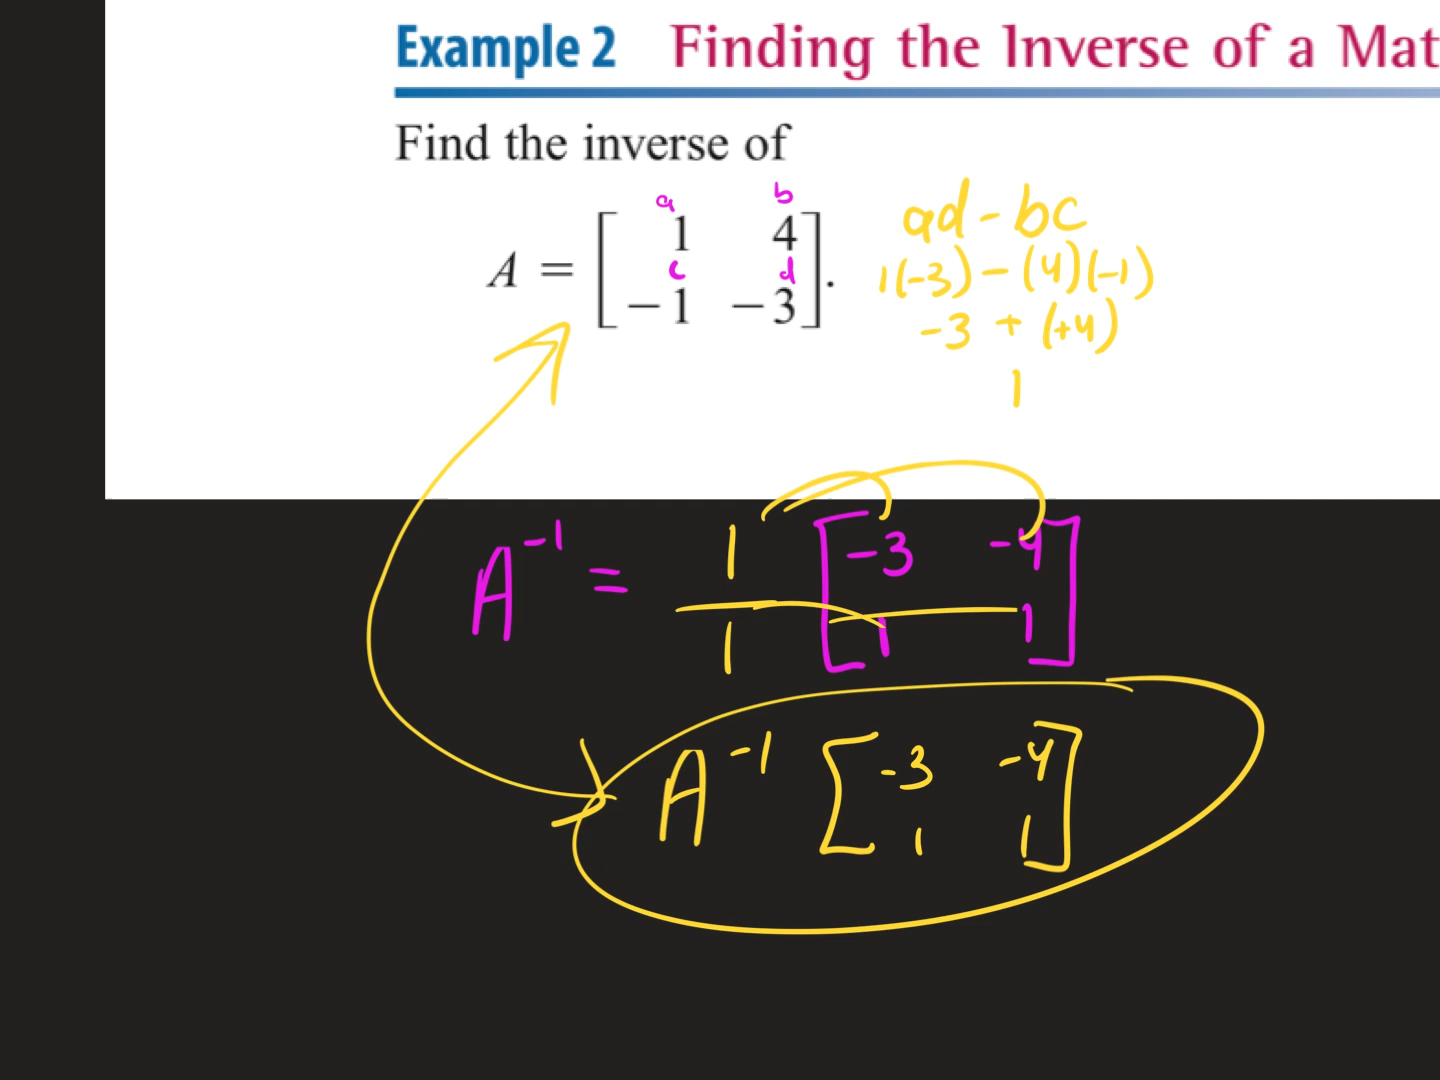 Example 2 Finding the Inverse of a Mat
Find the inverse of
a b
1 4
A = [ ].
c d
−1 −3
ad - bc
1(-3) - (4)(-1)
-3 + (+4)
1
A⁻¹ = 1/1 [-3 -4
1 1]
A⁻¹ [-3 -4
1 1]